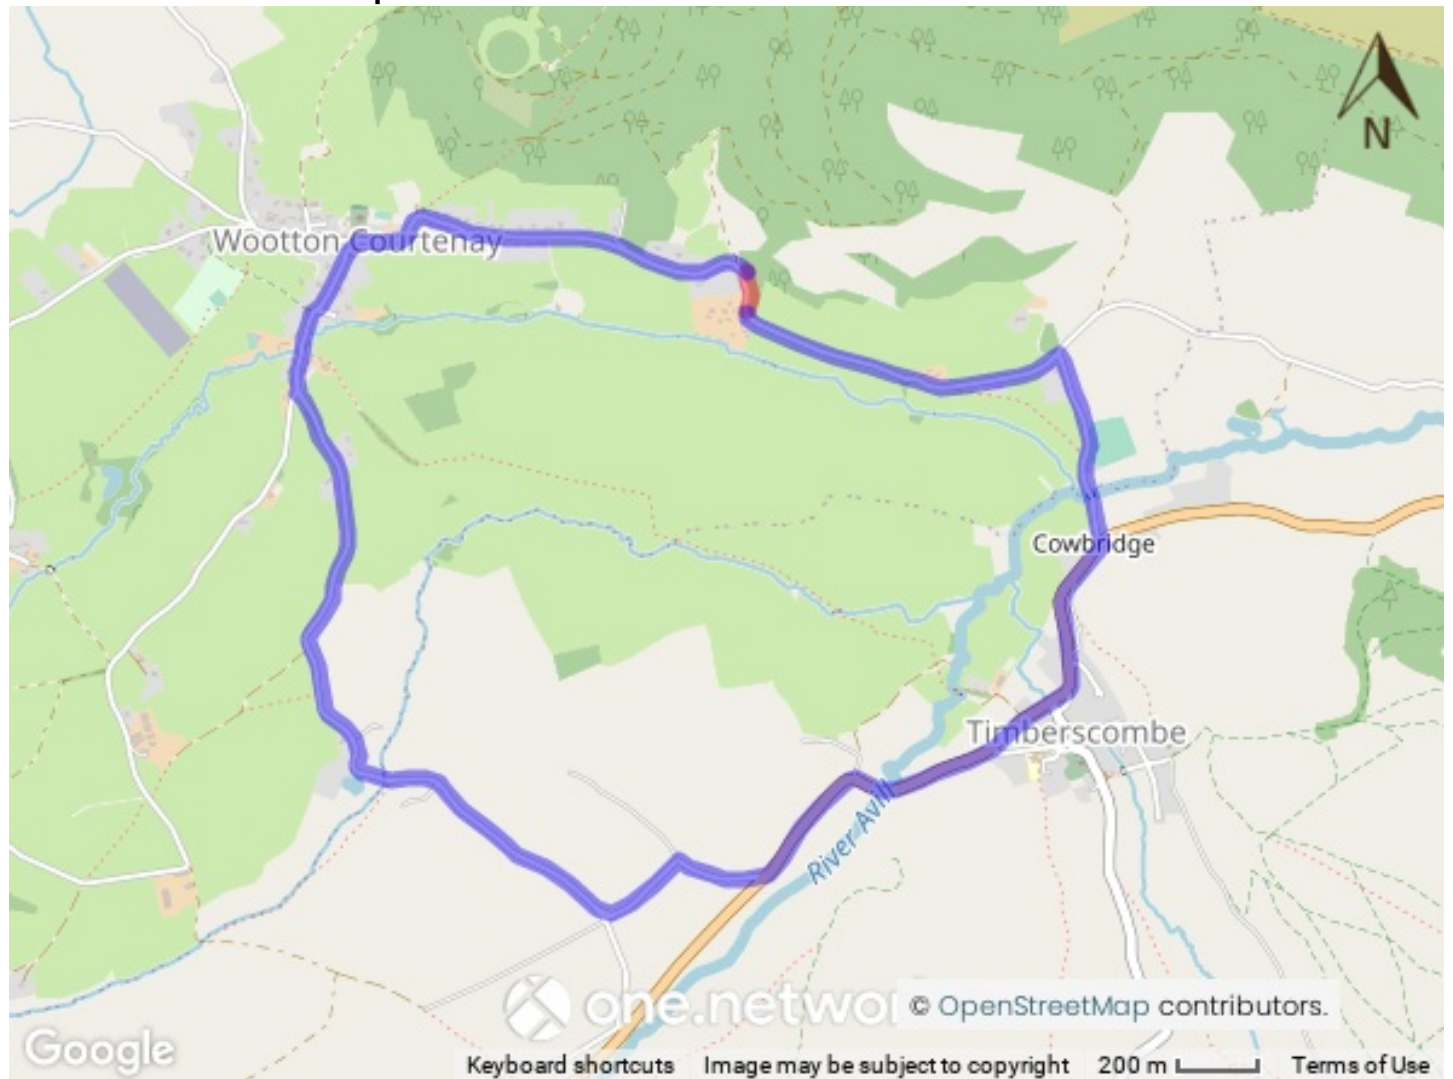 N
Wootton Courtenay
Cowbridge
Timberscombe
River Avill
one.networ
© OpenStreetMap contributors.
Google
Keyboard shortcuts Image may be subject to copyright 200 m Terms of Use